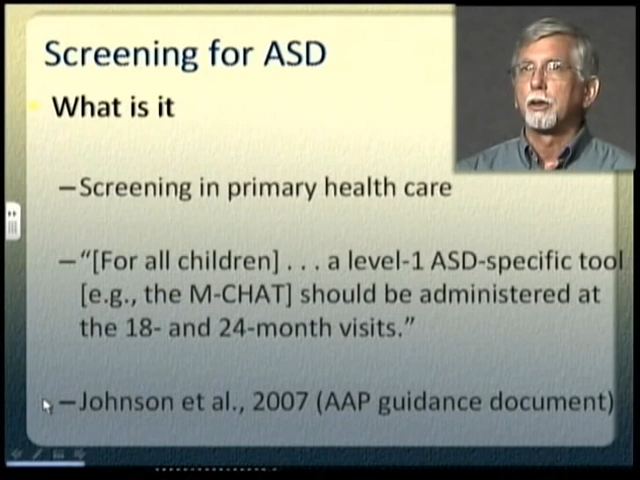 Screening for ASD
What is it
–Screening in primary health care
–“[For all children] . . . a level-1 ASD-specific tool
[e.g., the M-CHAT] should be administered at
the 18- and 24-month visits.”
–Johnson et al., 2007 (AAP guidance document)